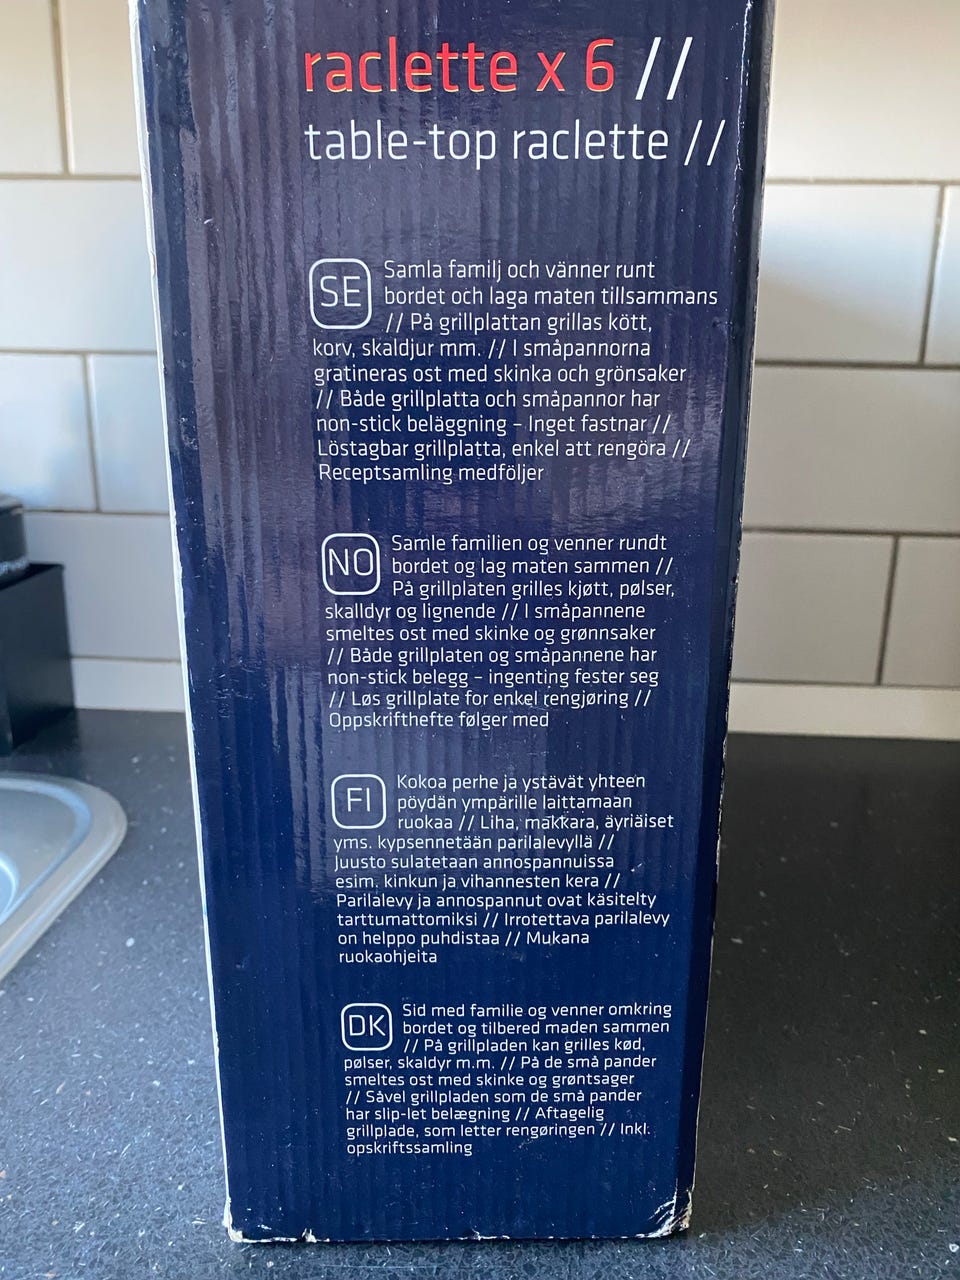 raclette x 6 //
table-top raclette //
SE
Samla familj och vänner runt
bordet och laga maten tillsammans
// På grillplattan grillas kött,
korv, skaldjur mm. // I småpannorna
gratineras ost med skinka och grönsaker
// Både grillplatta och småpannor har
non-stick beläggning – Inget fastnar //
Löstagbar grillplatta, enkel att rengöra //
Receptsamling medföljer
NO
Samle familien og venner rundt
bordet og lag maten sammen //
På grillplaten grilles kjøtt, pølser,
skalldyr og lignende // I småpannene
smeltes ost med skinke og grønnsaker
// Både grillplaten og småpannene har
non-stick belegg – ingenting fester seg
// Løs grillplate for enkel rengjøring //
Oppskrifthefte følger med
FI
Kokoa perhe ja ystävät yhteen
pöydän ympärille laittamaan
ruokaa // Liha, makkara, äyriäiset
yms. kypsennetään parilalevyllä //
Juusto sulatetaan annospannuissa
esim. kinkun ja vihannesten kera //
Parilalevy ja annospannut ovat käsitelty
tarttumattomiksi // Irrotettava parilalevy
on helppo puhdistaa // Mukana
ruokaohjeita
DK
Sid med familie og venner omkring
bordet og tilbered maden sammen
// På grillpladen kan grilles kød,
pølser, skaldyr m.m. // På de små pander
smeltes ost med skinke og grøntsager
// Såvel grillpladen som de små pander
har slip-let belægning // Aftagelig
grillplade, som letter rengøringen // Inkl.
opskriftssamling